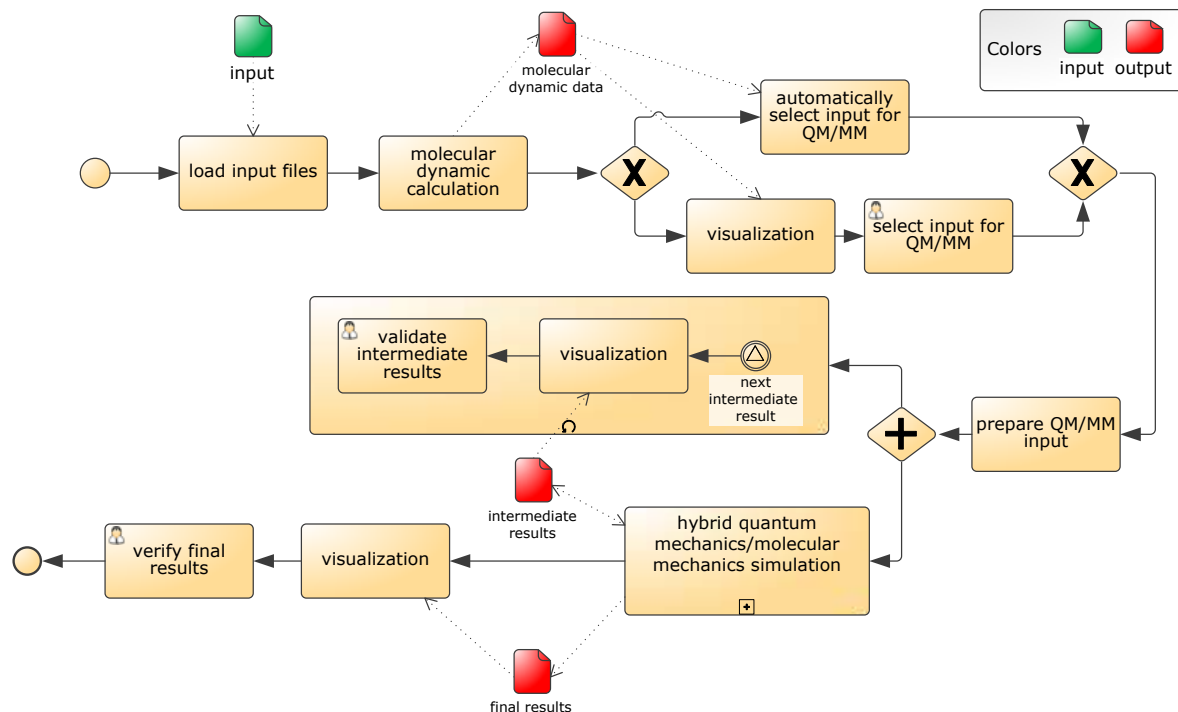 input
molecular
dynamic data
Colors
input
output
load input files
molecular
dynamic
calculation
X
automatically
select input for
QM/MM
X
visualization
select input for
QM/MM
validate
intermediate
results
visualization
next
intermediate
result
prepare QM/MM
input
intermediate
results
hybrid quantum
mechanics/molecular
mechanics simulation
visualization
verify final
results
final results